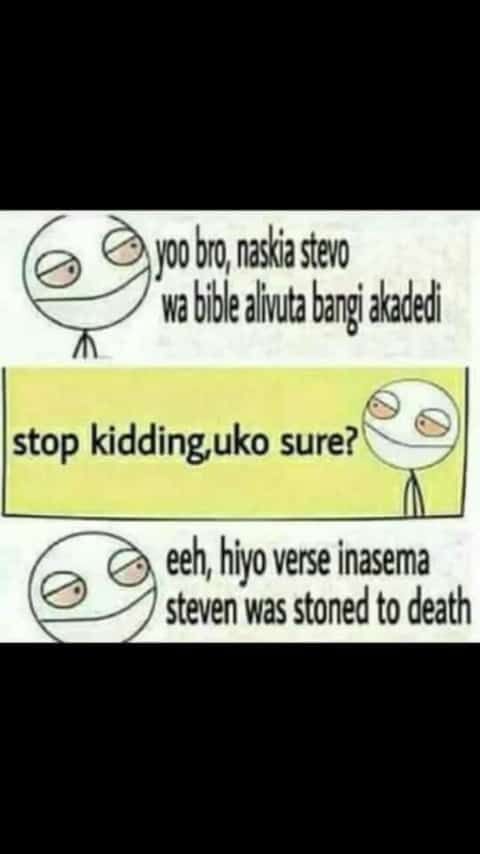 yoo bro, naskia stevo
wa bible alivuta bangi akadedi
stop kidding,uko sure?
eeh, hiyo verse inasema
steven was stoned to death